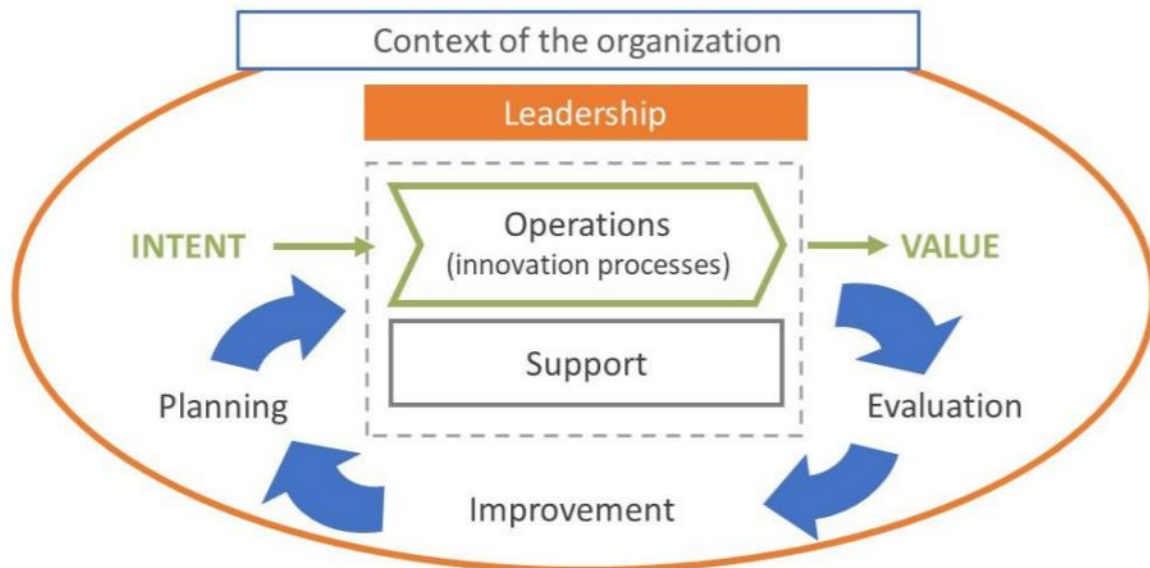 Context of the organization
Leadership
INTENT
Operations
(innovation processes)
VALUE
Support
Planning
Evaluation
Improvement